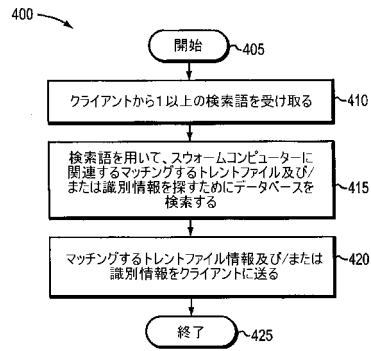 400
開始
405
クライアントから1以上の検索語を受け取る
410
検索語を用いて、スウォームコンピューターに
関連するマッチングするトレントファイル及び/
または識別情報を探すためにデータベースを
検索する
415
マッチングするトレントファイル情報及び/または
識別情報をクライアントに送る
420
終了
425